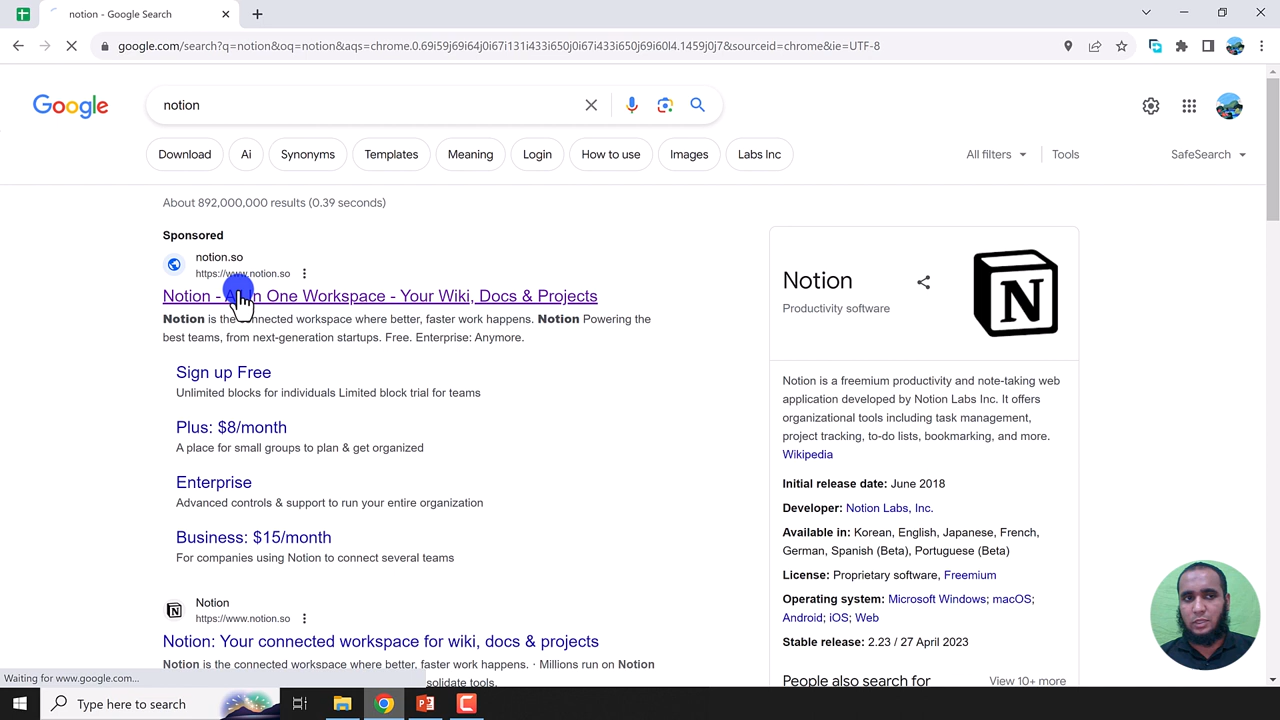 notion - Google Search
google.com/search?q=notion&oq=notion&aqs=chrome.0.69i59j69i64j0i67i131i433i650j0i67i433i650j69i60l4.1459j0j7&sourceid=chrome&ie=UTF-8
Google
notion
Download
Ai
Synonyms
Templates
Meaning
Login
How to use
Images
Labs Inc
All filters
Tools
SafeSearch
About 892,000,000 results (0.39 seconds)
Sponsored
notion.so
https://www.notion.so
Notion - All In One Workspace - Your Wiki, Docs & Projects
Notion is the connected workspace where better, faster work happens. Notion Powering the
best teams, from next-generation startups. Free. Enterprise: Anymore.
Sign up Free
Unlimited blocks for individuals Limited block trial for teams
Plus: $8/month
A place for small groups to plan & get organized
Enterprise
Advanced controls & support to run your entire organization
Business: $15/month
For companies using Notion to connect several teams
Notion
https://www.notion.so
Notion: Your connected workspace for wiki, docs & projects
Notion is the connected workspace where better, faster work happens. · Millions run on Notion
solidate tools.
Notion
Productivity software
N
Notion is a freemium productivity and note-taking web
application developed by Notion Labs Inc. It offers
organizational tools including task management,
project tracking, to-do lists, bookmarking, and more.
Wikipedia
Initial release date: June 2018
Developer: Notion Labs, Inc.
Available in: Korean, English, Japanese, French,
German, Spanish (Beta), Portuguese (Beta)
License: Proprietary software, Freemium
Operating system: Microsoft Windows; macOS;
Android; iOS; Web
Stable release: 2.23 / 27 April 2023
People also search for
View 10+ more
Waiting for www.google.com...
Type here to search